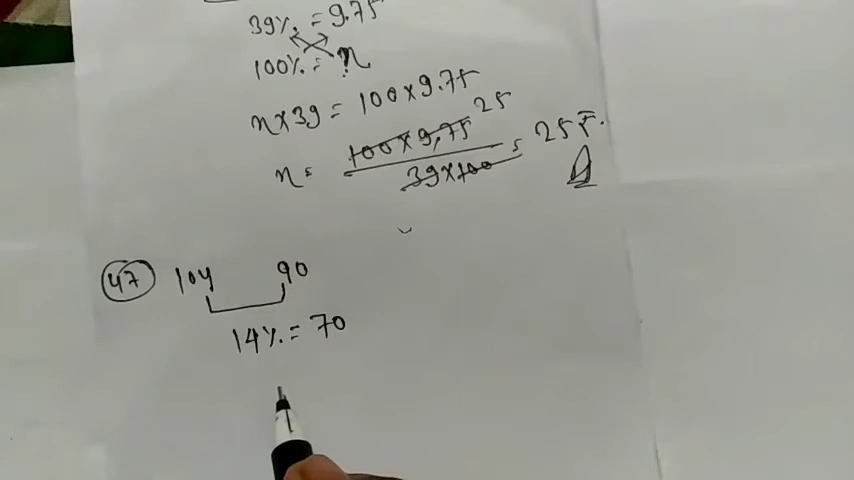 39% = 9.75
100% = n
n×39 = 100×9.75
n= 100×9.75 25
39×100 = 25 ₹.
47 104 90
14% = 70